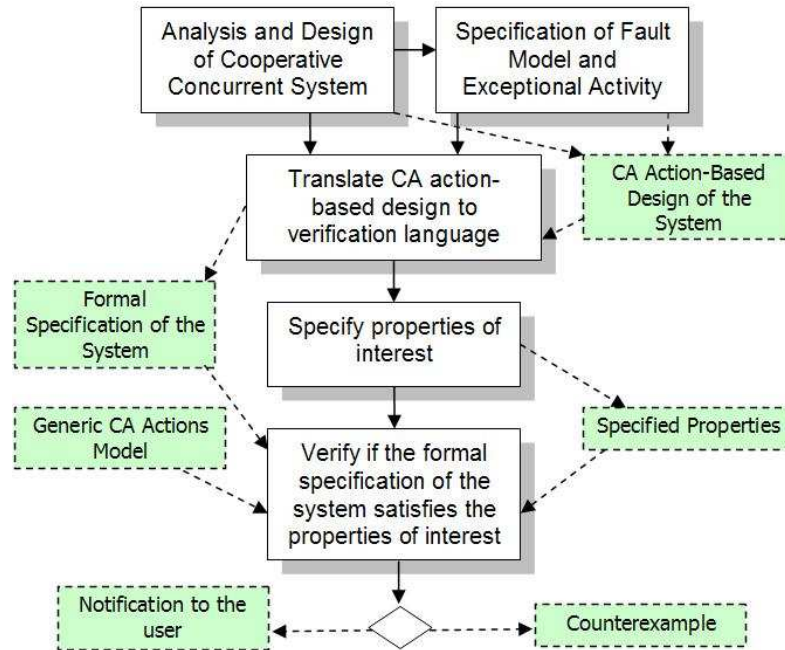 Analysis and Design
of Cooperative
Concurrent System
Specification of Fault
Model and
Exceptional Activity
Translate CA action-
based design to
verification language
CA Action-Based
Design of the
System
Formal
Specification of the
System
Specify properties of
interest
Generic CA Actions
Model
Verify if the formal
specification of the
system satisfies the
properties of interest
Specified Properties
Notification to the
user
Counterexample